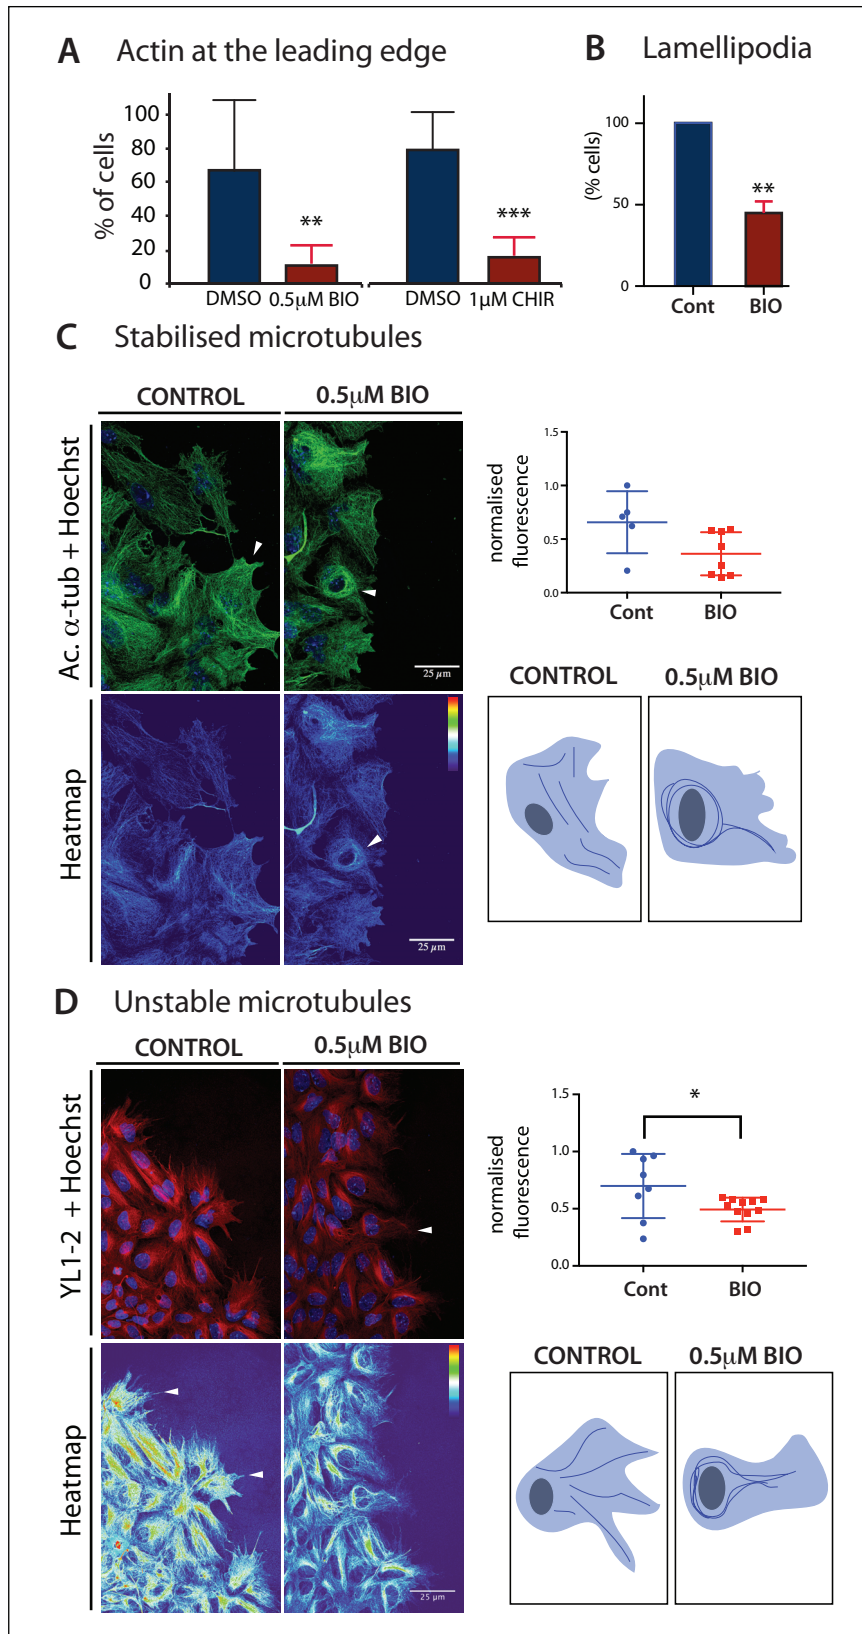 A Actin at the leading edge
% of cells
100
80
60
40
20
0
**
***
DMSO 0.5μM BIO
DMSO 1μM CHIR
B Lamellipodia
(% cells)
100
50
0
**
Cont BIO
C Stabilised microtubules
CONTROL 0.5μM BIO
Ac. α-tub + Hoechst
25 μm
Heatmap
25 μm
normalised
fluorescence
1.5
1.0
0.5
0.0
Cont BIO
CONTROL 0.5μM BIO
D Unstable microtubules
CONTROL 0.5μM BIO
YL1-2 + Hoechst
Heatmap
25 μm
normalised
fluorescence
1.5
1.0
0.5
0.0
*
Cont BIO
CONTROL 0.5μM BIO